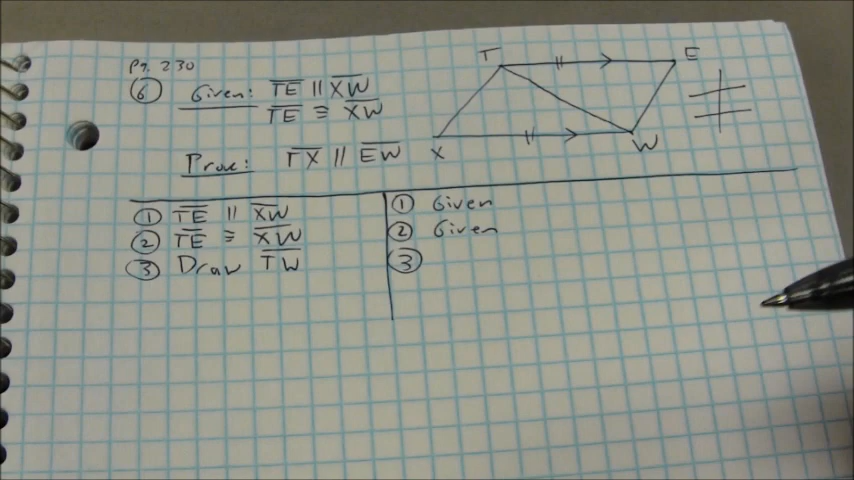 Pg. 230
⑥ Given: TE || XW
TE ≅ XW
Prove: TX || EW
T E
X W
① TE || XW ① Given
② TE ≅ XW ② Given
③ Draw TW ③